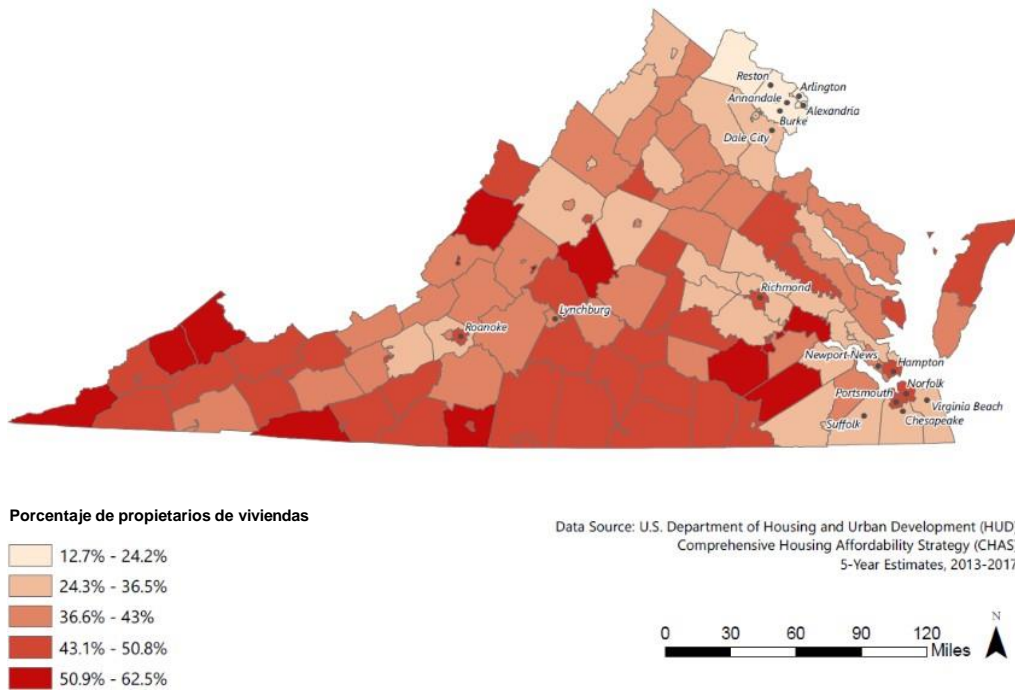 Reston
Arlington
Annandale
Alexandria
Burke
Dale City
Richmond
Lynchburg
Roanoke
Newport News
Hampton
Norfolk
Portsmouth
Virginia Beach
Suffolk
Chesapeake
Porcentaje de propietarios de viviendas
12.7% - 24.2%
24.3% - 36.5%
36.6% - 43%
43.1% - 50.8%
50.9% - 62.5%
Data Source: U.S. Department of Housing and Urban Development (HUD)
Comprehensive Housing Affordability Strategy (CHAS)
5-Year Estimates, 2013-2017
N
0 30 60 90 120
Miles